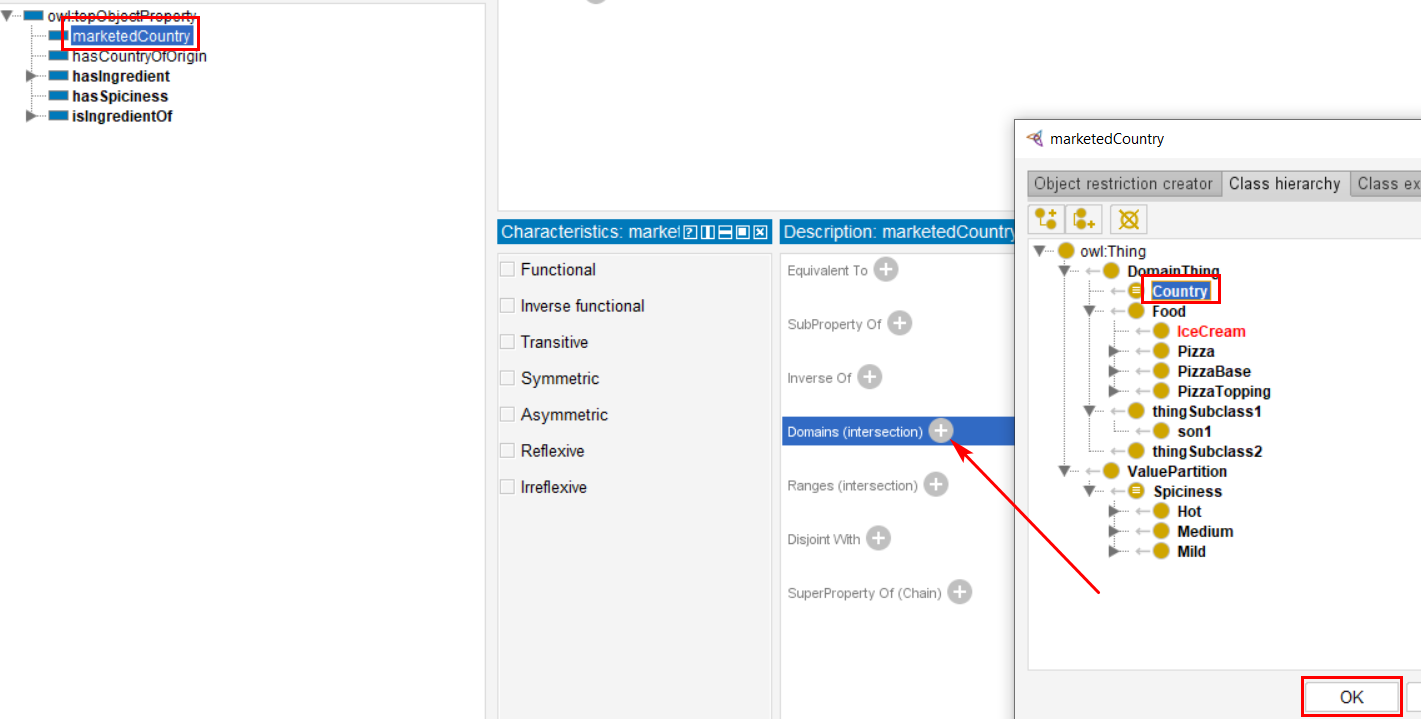 owl:topObjectProperty
marketedCountry
hasCountryOfOrigin
hasIngredient
hasSpiciness
isIngredientOf
Characteristics: market
Functional
Inverse functional
Transitive
Symmetric
Asymmetric
Reflexive
Irreflexive
Description: marketedCountry
Equivalent To
SubProperty Of
Inverse Of
Domains (intersection)
Ranges (intersection)
Disjoint With
SuperProperty Of (Chain)
marketedCountry
Object restriction creator Class hierarchy Class ex
owl:Thing
DomainThing
Country
Food
IceCream
Pizza
PizzaBase
PizzaTopping
thingSubclass1
son1
thingSubclass2
ValuePartition
Spiciness
Hot
Medium
Mild
OK